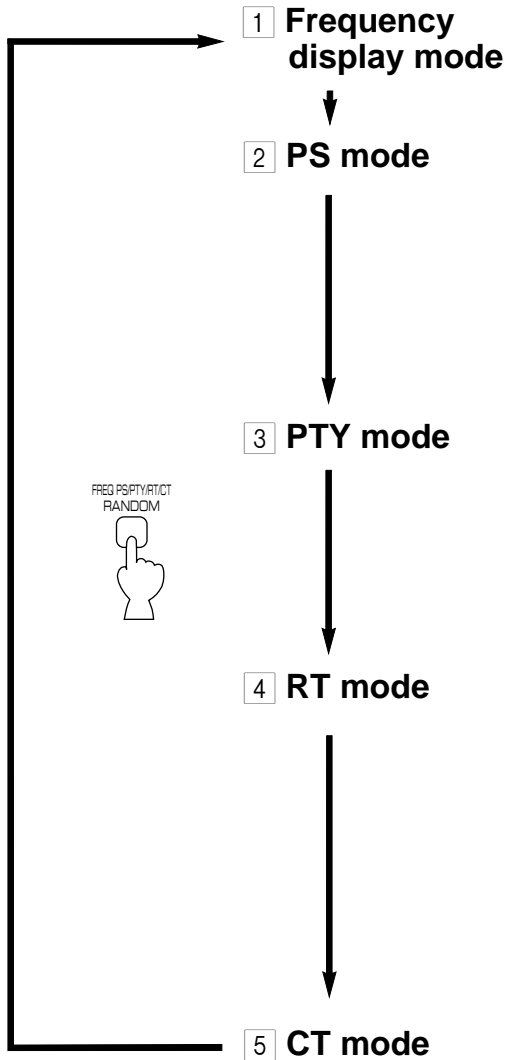 1 Frequency
display mode
2 PS mode
3 PTY mode
FREQ PS/PTY/RT/CT
RANDOM
4 RT mode
5 CT mode